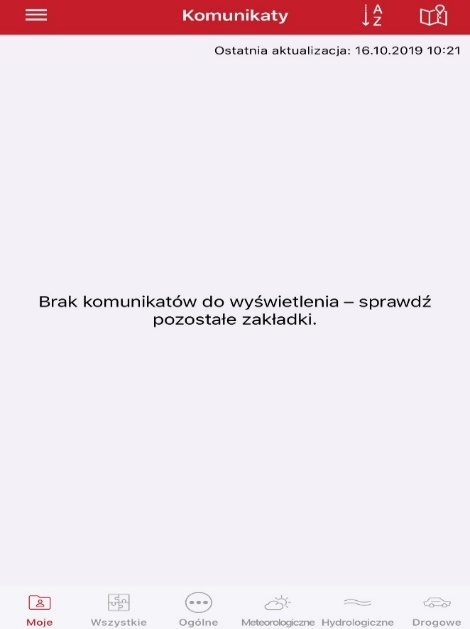 Komunikaty
A
Z
Ostatnia aktualizacja: 16.10.2019 10:21
Brak komunikatów do wyświetlenia – sprawdź
pozostałe zakładki.
Moje Wszystkie Ogólne Meteorologiczne Hydrologiczne Drogowe